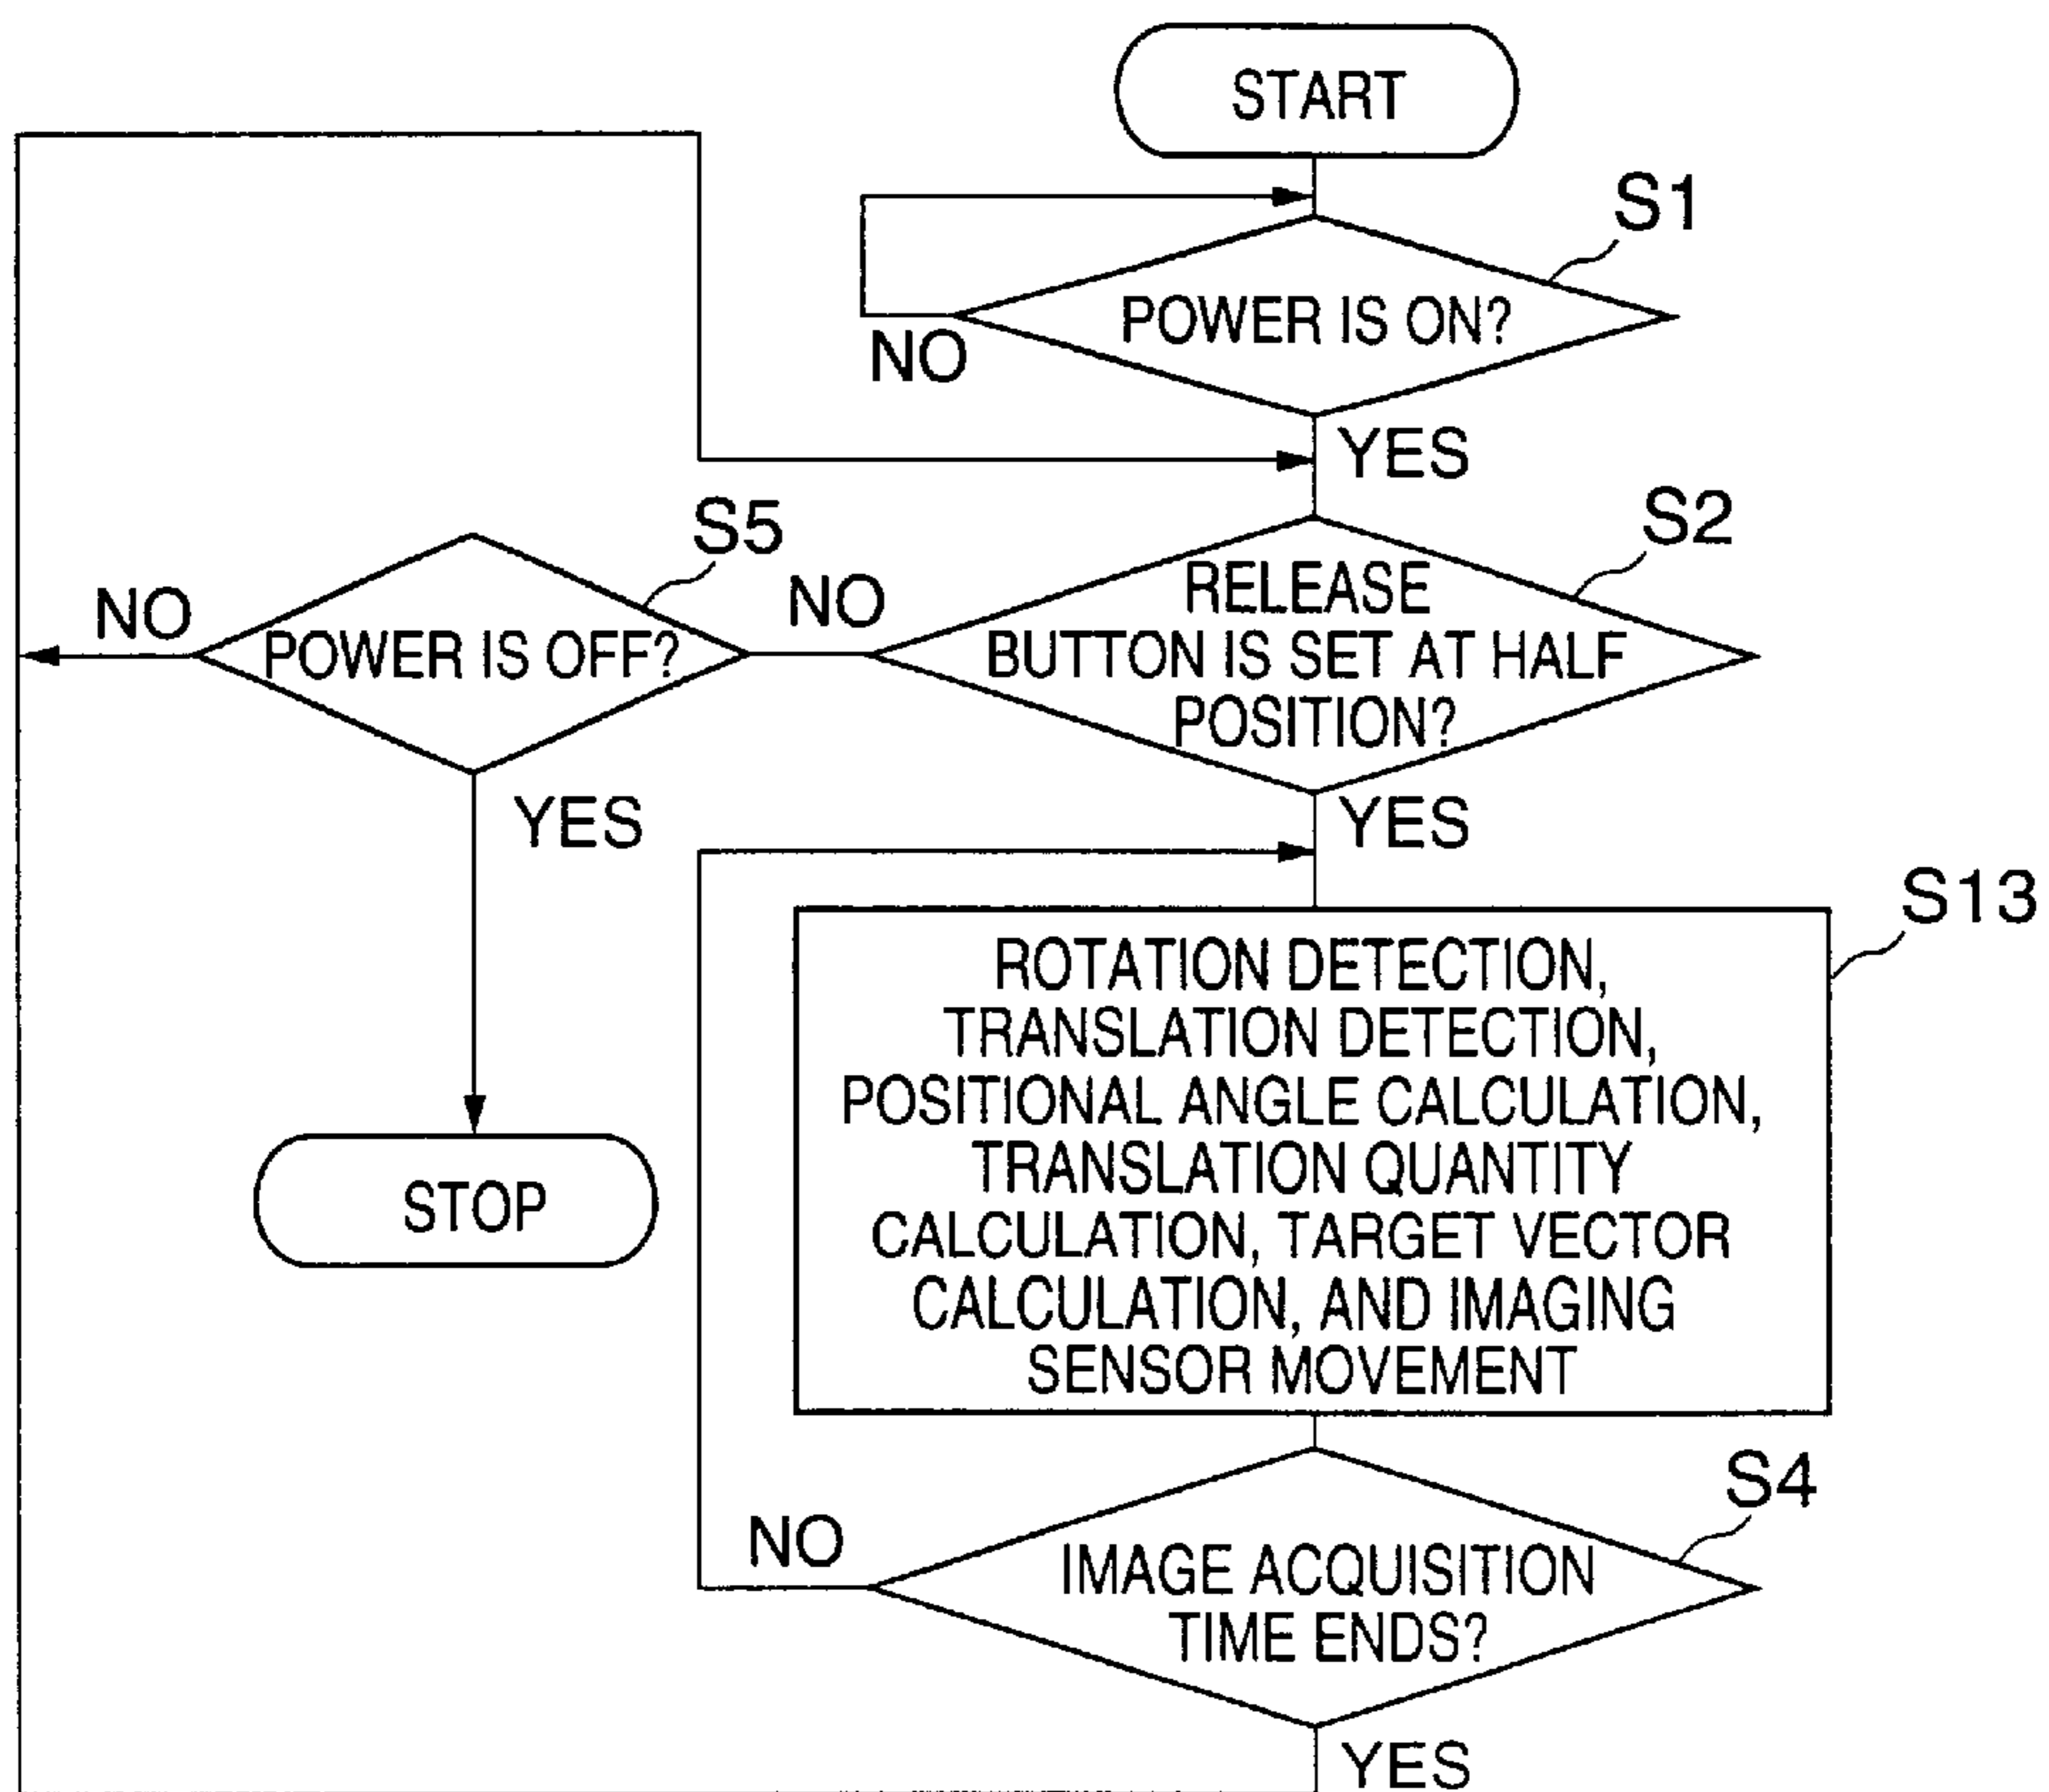 START
S1
POWER IS ON?
NO
YES
S5
S2
NO
POWER IS OFF?
NO
RELEASE
BUTTON IS SET AT HALF
POSITION?
YES
YES
S13
ROTATION DETECTION,
TRANSLATION DETECTION,
POSITIONAL ANGLE CALCULATION,
TRANSLATION QUANTITY
CALCULATION, TARGET VECTOR
CALCULATION, AND IMAGING
SENSOR MOVEMENT
STOP
S4
NO
IMAGE ACQUISITION
TIME ENDS?
YES